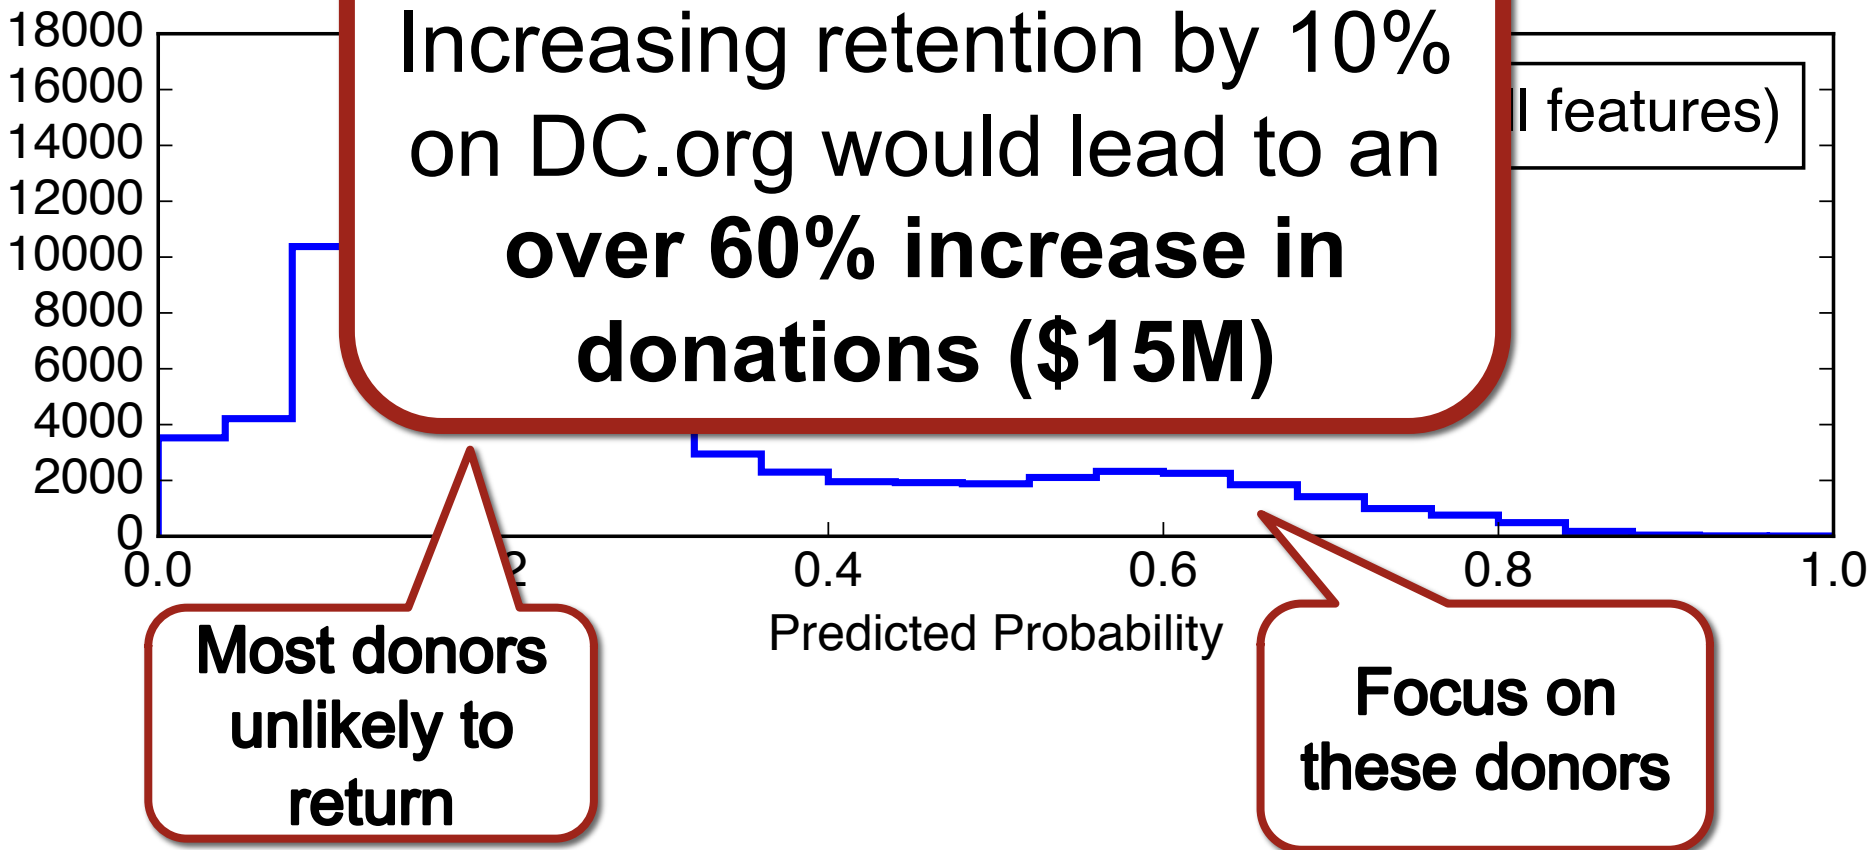 Increasing retention by 10%
on DC.org would lead to an
over 60% increase in
donations ($15M)
features)
18000
16000
14000
12000
10000
8000
6000
4000
2000
0
0.0
2
0.4
0.6
0.8
1.0
Predicted Probability
Most donors
unlikely to
return
Focus on
these donors